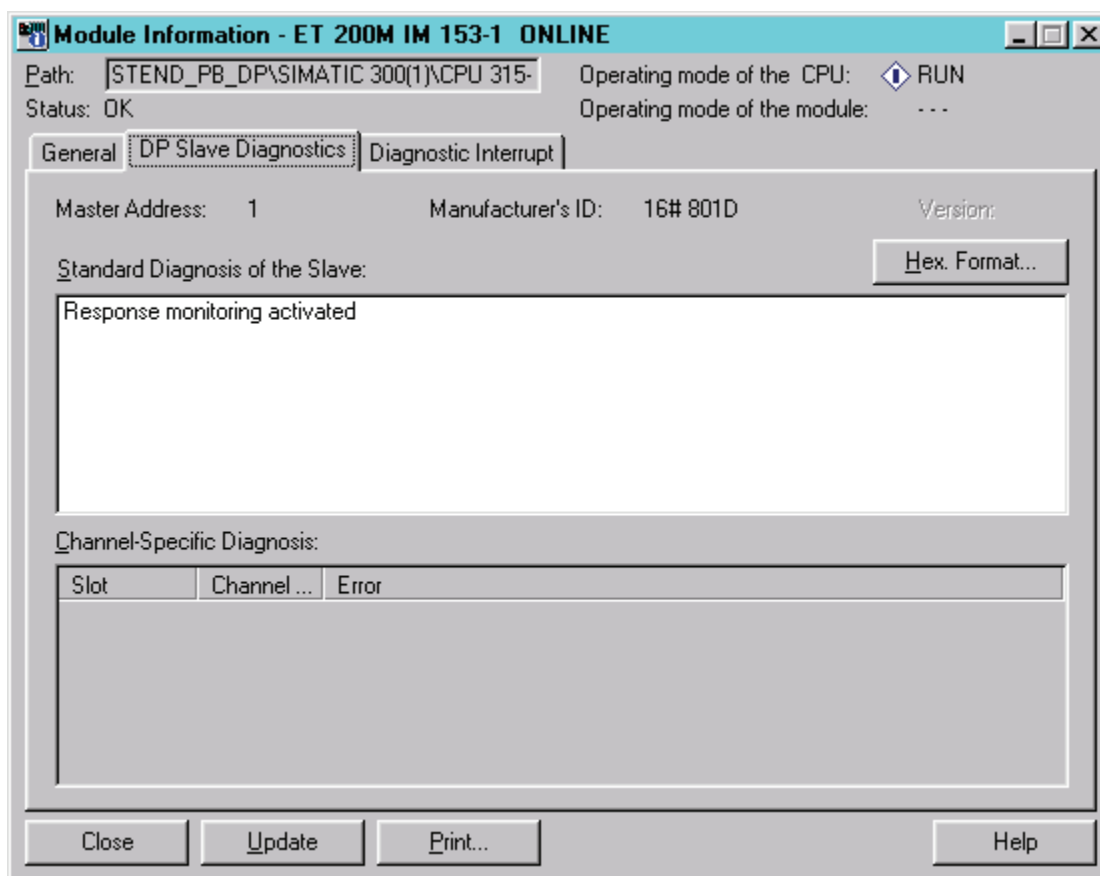 Module Information - ET 200M IM 153-1 ONLINE
Path: STEND_PB_DP\SIMATIC 300(1)\CPU 315- Operating mode of the CPU: RUN
Status: OK Operating mode of the module: - - -
General DP Slave Diagnostics Diagnostic Interrupt
Master Address: 1 Manufacturer's ID: 16# 801D Version:
Standard Diagnosis of the Slave: Hex. Format...
Response monitoring activated
Channel-Specific Diagnosis:
Slot Channel ... Error
Close Update Print... Help